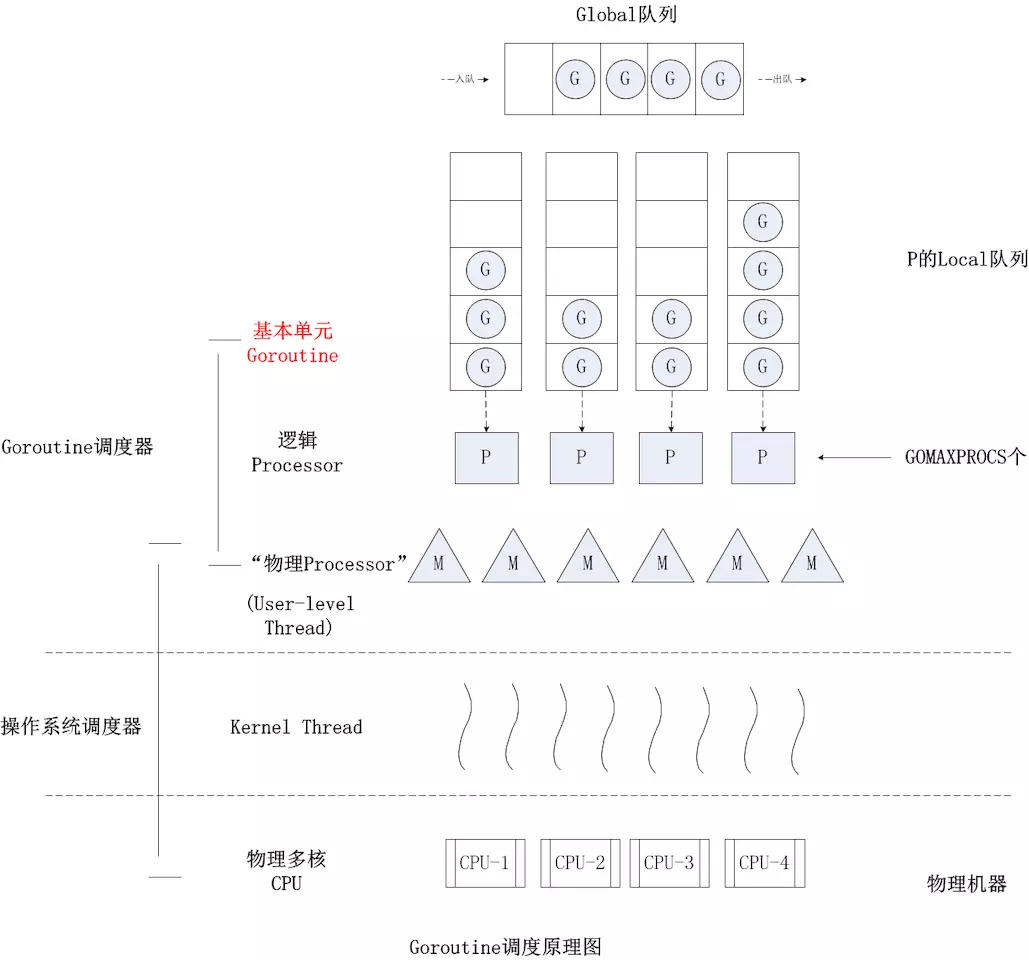 Global队列
--入队
G
G
G
G
--出队
G
G
P的Local队列
G
G
G
G
G
G
基本单元
Goroutine
G
G
G
G
Goroutine调度器
逻辑
Processor
P
P
P
P
GOMAXPROCS个
“物理Processor”
M
M
M
M
M
M
(User-level
Thread)
操作系统调度器
Kernel Thread
物理多核
CPU
CPU-1
CPU-2
CPU-3
CPU-4
物理机器
Goroutine调度原理图